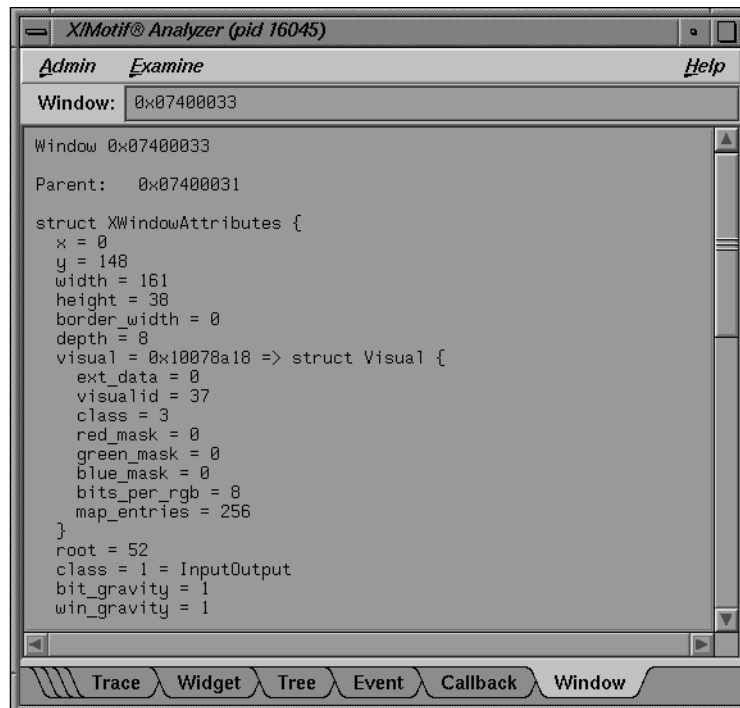 X/Motif® Analyzer (pid 16045)
Admin Examine Help
Window: 0x07400033
Window 0x07400033
Parent: 0x07400031
struct XWindowAttributes {
x = 0
y = 148
width = 161
height = 38
border_width = 0
depth = 8
visual = 0x10078a18 => struct Visual {
ext_data = 0
visualid = 37
class = 3
red_mask = 0
green_mask = 0
blue_mask = 0
bits_per_rgb = 8
map_entries = 256
}
root = 52
class = 1 = InputOutput
bit_gravity = 1
win_gravity = 1
Trace Widget Tree Event Callback Window